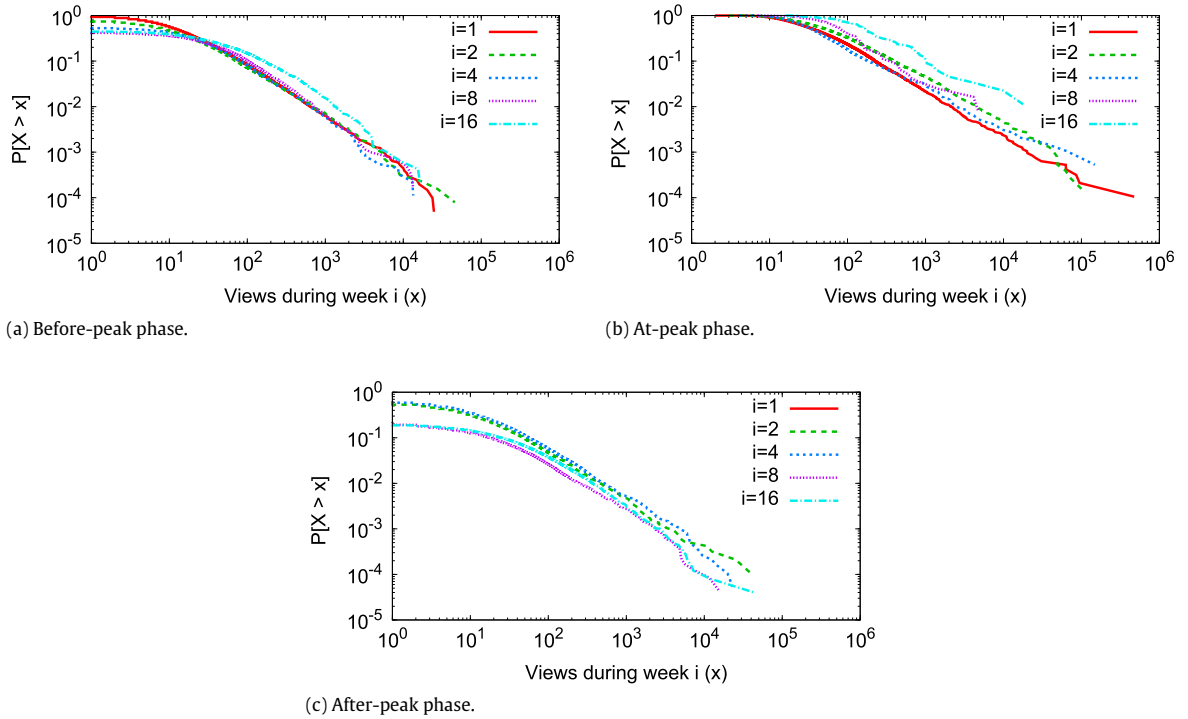 P[X > x]
10^0
10^-1
10^-2
10^-3
10^-4
10^-5
i=1
i=2
i=4
i=8
i=16
10^0 10^1 10^2 10^3 10^4 10^5 10^6
Views during week i (x)
(a) Before-peak phase.
P[X > x]
10^0
10^-1
10^-2
10^-3
10^-4
10^-5
i=1
i=2
i=4
i=8
i=16
10^0 10^1 10^2 10^3 10^4 10^5 10^6
Views during week i (x)
(b) At-peak phase.
P[X > x]
10^0
10^-1
10^-2
10^-3
10^-4
10^-5
i=1
i=2
i=4
i=8
i=16
10^0 10^1 10^2 10^3 10^4 10^5 10^6
Views during week i (x)
(c) After-peak phase.